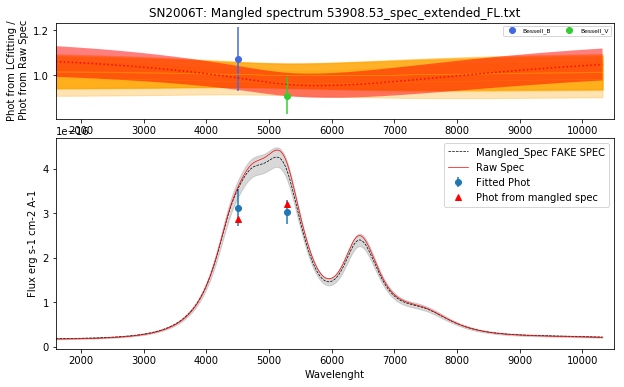 SN2006T: Mangled spectrum 53908.53_spec_extended_FL.txt
Phot from LCfitting /
Phot from Raw Spec
1.2
1.0
Bessell_B
Bessell_V
2000 3000 4000 5000 6000 7000 8000 9000 10000
1e−16
Flux erg s-1 cm-2 A-1
4
3
2
1
0
Mangled_Spec FAKE SPEC
Raw Spec
Fitted Phot
Phot from mangled spec
2000 3000 4000 5000 6000 7000 8000 9000 10000
Wavelenght